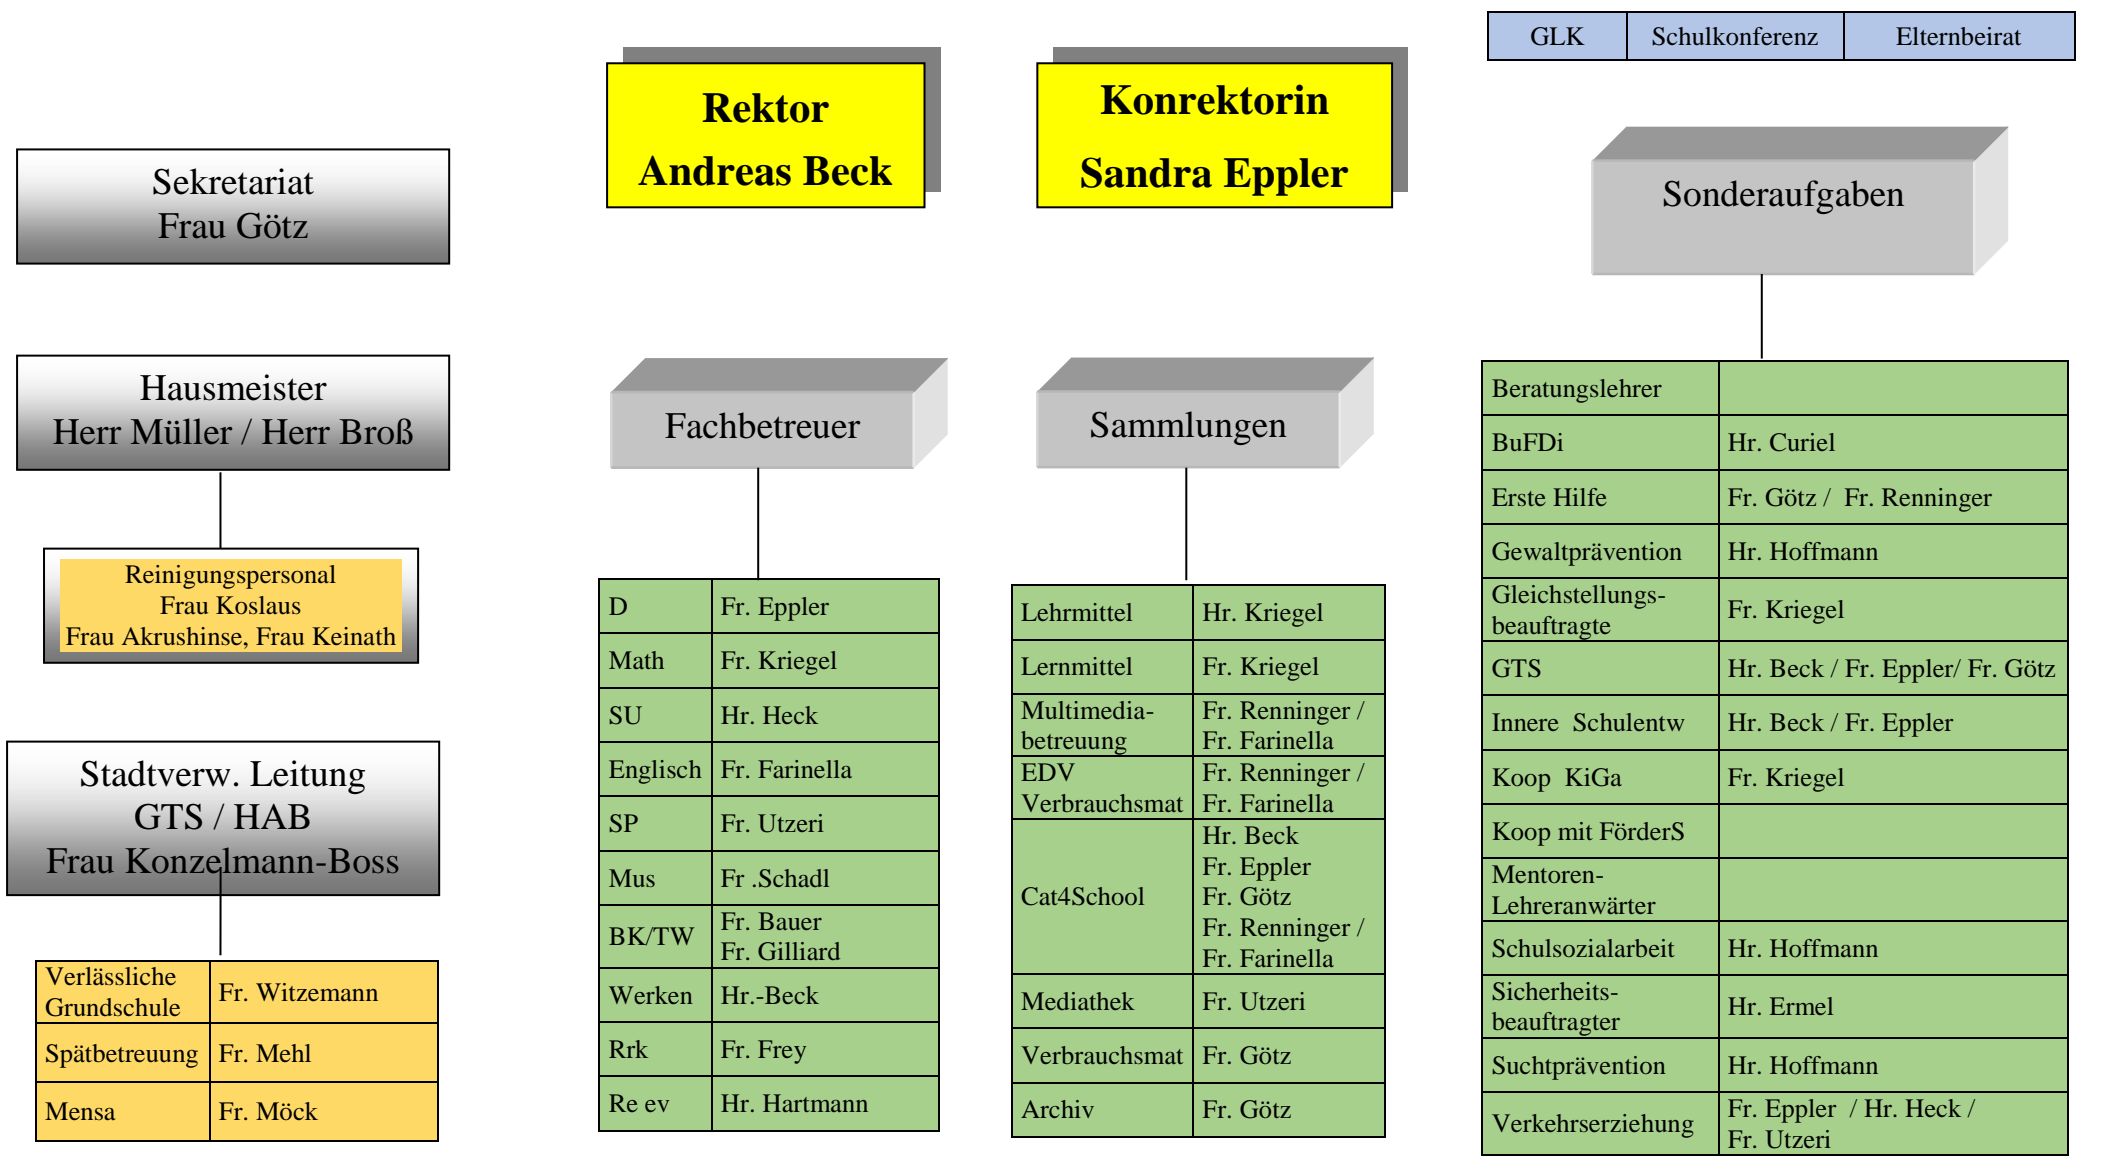 GLK Schulkonferenz Elternbeirat
Rektor
Andreas Beck
Konrektorin
Sandra Eppler
Sonderaufgaben
Sekretariat
Frau Götz
Hausmeister
Herr Müller / Herr Broß
Reinigungspersonal
Frau Koslaus
Frau Akrushinse, Frau Keinath
Stadtverw. Leitung
GTS / HAB
Frau Konzelmann-Boss
Verlässliche
Grundschule
Fr. Witzemann
Spätbetreuung Fr. Mehl
Mensa Fr. Möck
Fachbetreuer
D Fr. Eppler
Math Fr. Kriegel
SU Hr. Heck
Englisch Fr. Farinella
SP Fr. Utzeri
Mus Fr .Schadl
BK/TW
Fr. Bauer
Fr. Gilliard
Werken Hr.-Beck
Rrk Fr. Frey
Re ev Hr. Hartmann
Sammlungen
Lehrmittel Hr. Kriegel
Lernmittel Fr. Kriegel
Multimedia-
betreuung
Fr. Renninger /
Fr. Farinella
EDV
Verbrauchsmat
Fr. Renninger /
Fr. Farinella
Cat4School
Hr. Beck
Fr. Eppler
Fr. Götz
Fr. Renninger /
Fr. Farinella
Mediathek Fr. Utzeri
Verbrauchsmat Fr. Götz
Archiv Fr. Götz
Beratungslehrer
BuFDi Hr. Curiel
Erste Hilfe Fr. Götz / Fr. Renninger
Gewaltprävention Hr. Hoffmann
Gleichstellungs-
beauftragte
Fr. Kriegel
GTS Hr. Beck / Fr. Eppler/ Fr. Götz
Innere Schulentw Hr. Beck / Fr. Eppler
Koop KiGa Fr. Kriegel
Koop mit FörderS
Mentoren-
Lehreranwärter
Schulsozialarbeit Hr. Hoffmann
Sicherheits-
beauftragter
Hr. Ermel
Suchtprävention Hr. Hoffmann
Verkehrserziehung
Fr. Eppler / Hr. Heck /
Fr. Utzeri